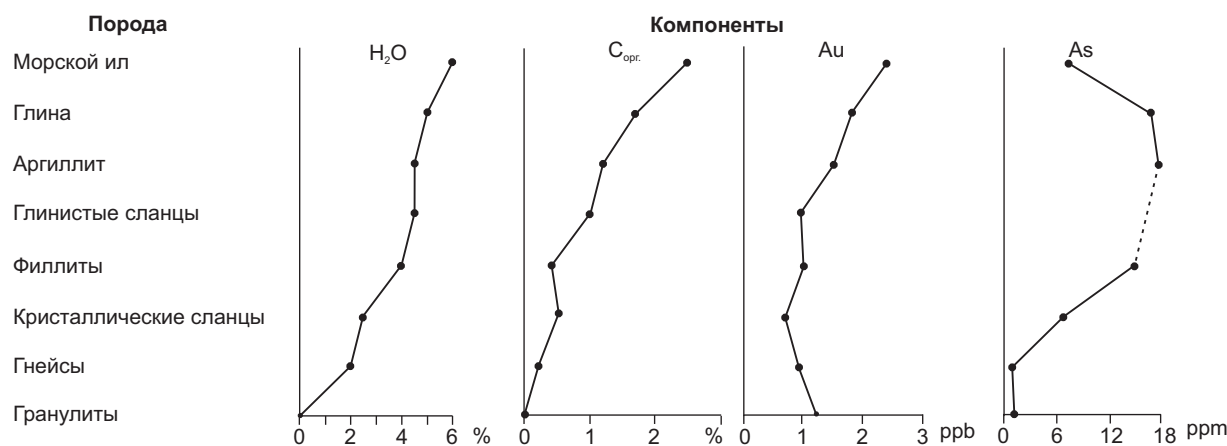 Порода
Компоненты
H₂O
Cорг.
Au
As
Морской ил
Глина
Аргиллит
Глинистые сланцы
Филлиты
Кристаллические сланцы
Гнейсы
Гранулиты
0 2 4 6 %
0 1 2 %
0 1 2 3 ppb
0 6 12 18 ppm